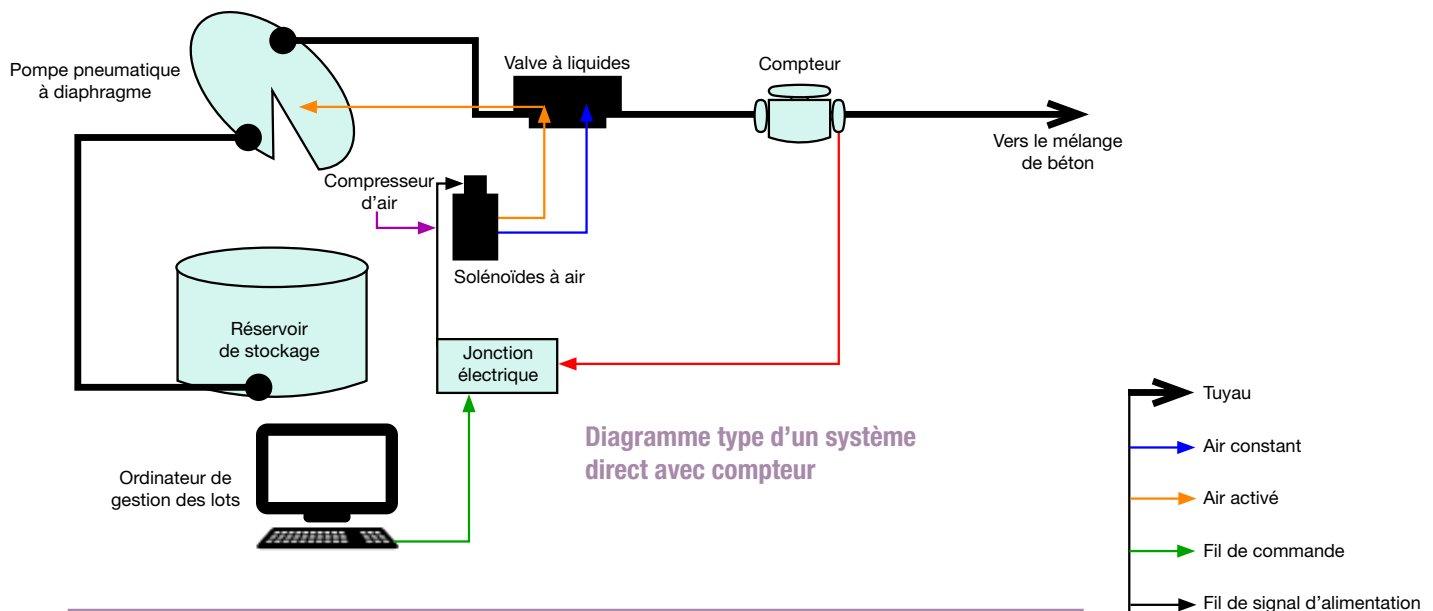 Pompe pneumatique
à diaphragme
Valve à liquides
Compteur
Vers le mélange
de béton
Compresseur
d’air
Solénoïdes à air
Réservoir
de stockage
Jonction
électrique
Ordinateur de
gestion des lots
Diagramme type d’un système
direct avec compteur
Tuyau
Air constant
Air activé
Fil de commande
Fil de signal d’alimentation